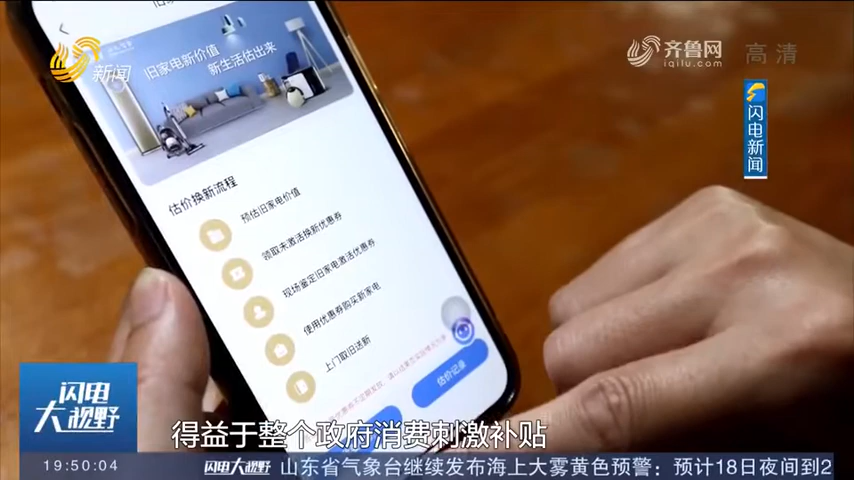 新闻
齐鲁网
iqilu.com
高清
闪电新闻
旧家电新价值
新生活估出来
估价换新流程
预估旧家电价值
领取未激活换新优惠券
现场鉴定旧家电激活优惠券
使用优惠券购买新家电
上门取旧送新
估价记录
闪电
大视野
得益于整个政府消费刺激补贴
19:50:04
闪电大视野
山东省气象台继续发布海上大雾黄色预警：预计18日夜间到2